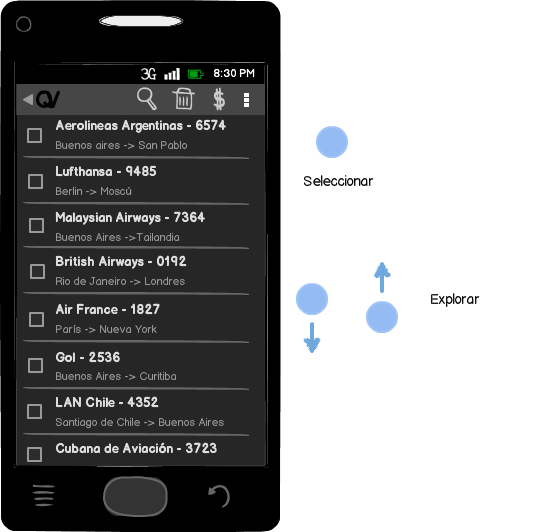 3G 8:30 PM
QV $
Aerolineas Argentinas - 6574
Buenos aires -> San Pablo
Lufthansa - 9485
Berlin -> Moscú
Malaysian Airways - 7364
Buenos Aires ->Tailandia
British Airways - 0192
Rio de Janeiro -> Londres
Air France - 1827
París -> Nueva York
Gol - 2536
Buenos Aires -> Curitiba
LAN Chile - 4352
Santiago de Chile -> Buenos Aires
Cubana de Aviación - 3723
Seleccionar
Explorar